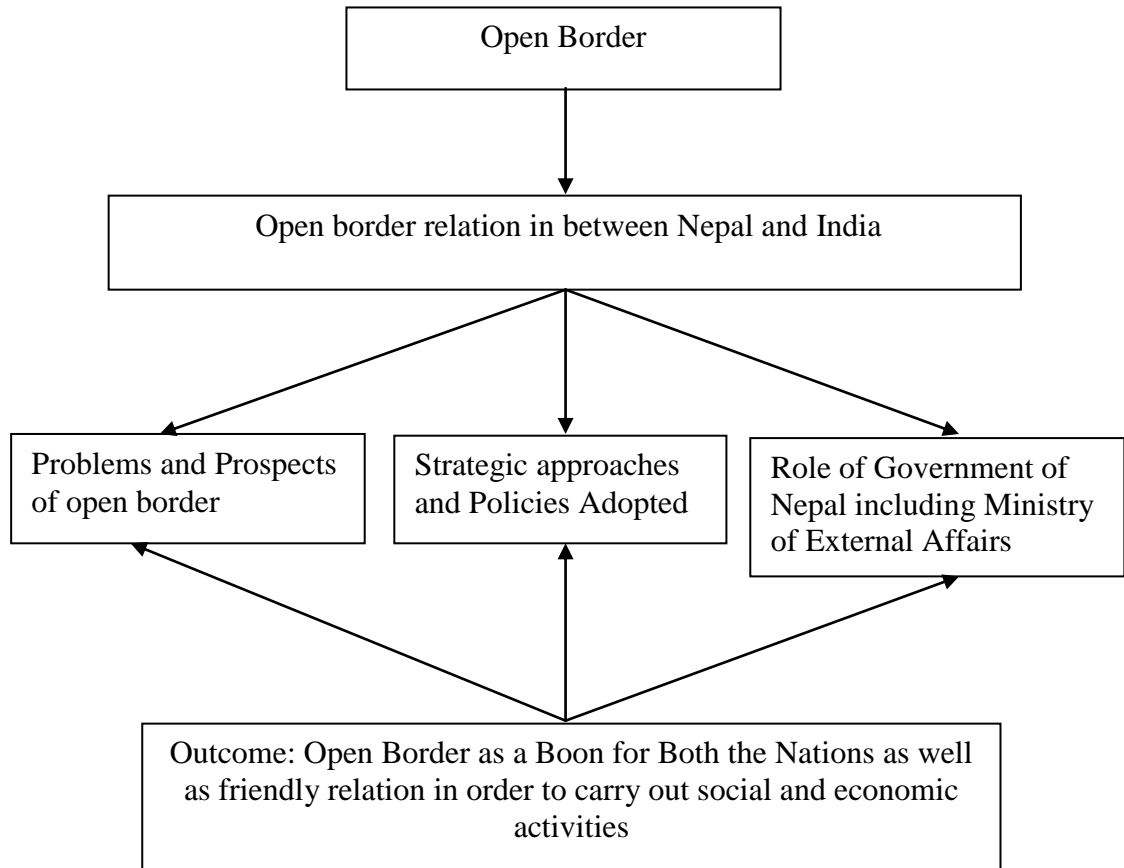 Open Border
Open border relation in between Nepal and India
Problems and Prospects
of open border
Strategic approaches
and Policies Adopted
Role of Government of
Nepal including Ministry
of External Affairs
Outcome: Open Border as a Boon for Both the Nations as well
as friendly relation in order to carry out social and economic
activities